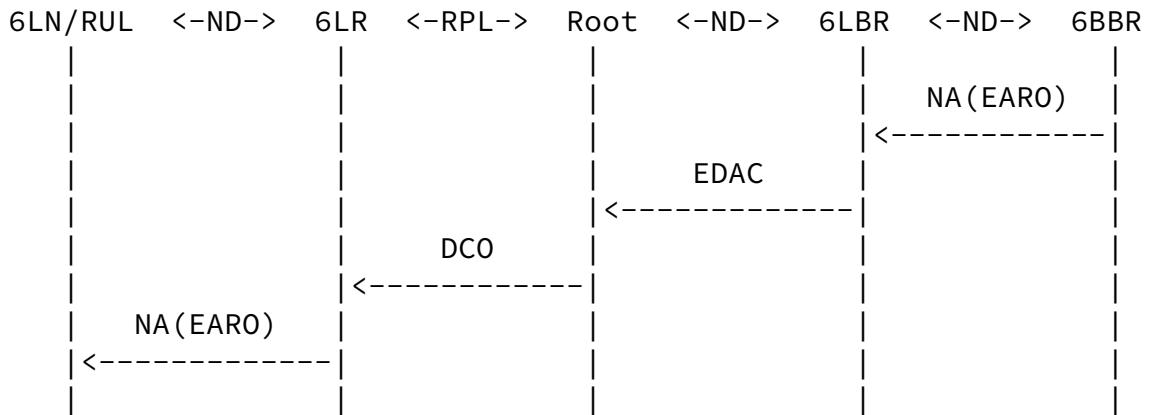 6LN/RUL <-ND-> 6LR <-RPL-> Root <-ND-> 6LBR <-ND-> 6BBR
NA(EARO)
EDAC
DCO
NA(EARO)